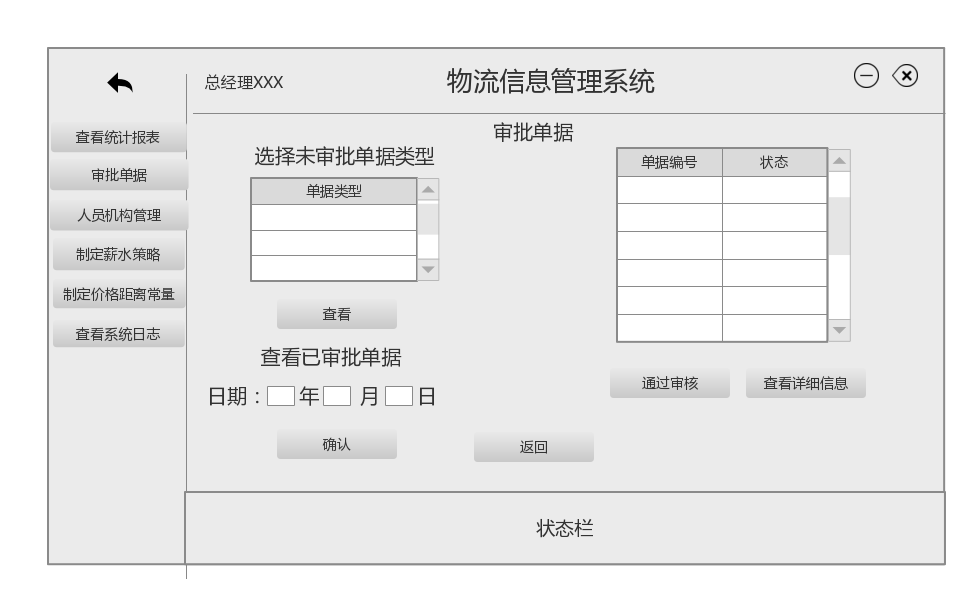 总经理XXX
物流信息管理系统
查看统计报表
审批单据
人员机构管理
制定薪水策略
制定价格距离常量
查看系统日志
审批单据
选择未审批单据类型
单据类型
查看
查看已审批单据
日期：年 月 日
确认
返回
单据编号 状态
通过审核 查看详细信息
状态栏